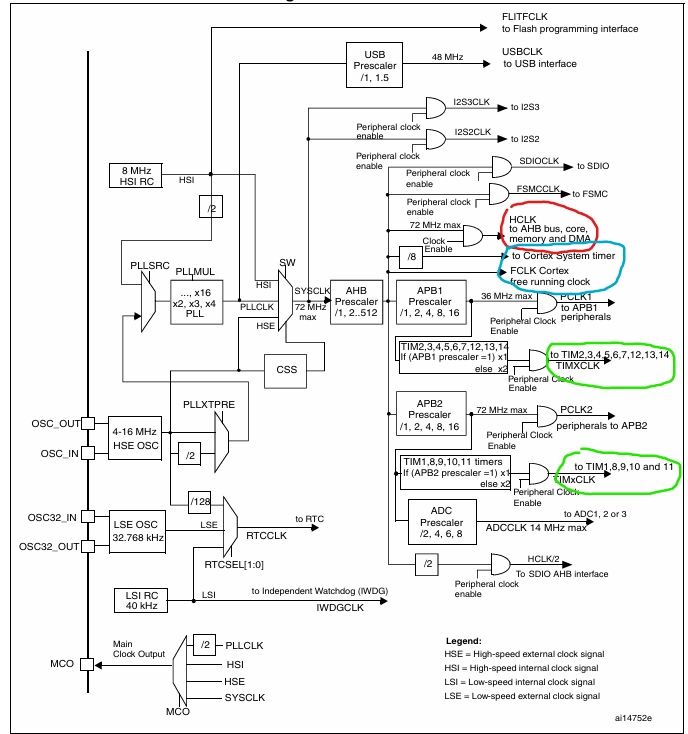 FLITFCLK
to Flash programming interface
USB
Prescaler
/1, 1.5
48 MHz
USBCLK
to USB interface
I2S3CLK
to I2S3
Peripheral clock
enable
I2S2CLK
to I2S2
Peripheral clock
enable
8 MHz
HSI RC
HSI
SDIOCLK
to SDIO
Peripheral clock
enable
FSMCCLK
to FSMC
Peripheral clock
enable
/2
HCLK
to AHB bus, core,
memory and DMA
72 MHz max
Clock
Enable
/8
to Cortex System timer
FCLK Cortex
free running clock
PLLSRC
PLLMUL
..., x16
x2, x3, x4
PLL
SW
HSI
PLLCLK
HSE
SYSCLK
72 MHz
max
AHB
Prescaler
/1, 2..512
APB1
Prescaler
/1, 2, 4, 8, 16
36 MHz max
PCLK1
to APB1
peripherals
Peripheral Clock
Enable
TIM2,3,4,5,6,7,12,13,14
If (APB1 prescaler =1) x1
else x2
to TIM2,3,4,5,6,7,12,13,14
TIMXCLK
Peripheral Clock
Enable
CSS
PLLXTPRE
OSC_OUT
OSC_IN
4-16 MHz
HSE OSC
/2
APB2
Prescaler
/1, 2, 4, 8, 16
72 MHz max
PCLK2
peripherals to APB2
Peripheral Clock
Enable
TIM1,8,9,10,11 timers
If (APB2 prescaler =1) x1
else x2
to TIM1,8,9,10 and 11
TIMxCLK
Peripheral Clock
Enable
/128
OSC32_IN
OSC32_OUT
LSE OSC
32.768 kHz
LSE
to RTC
RTCCLK
RTCSEL[1:0]
ADC
Prescaler
/2, 4, 6, 8
to ADC1, 2 or 3
ADCCLK 14 MHz max
/2
HCLK/2
To SDIO AHB interface
Peripheral clock
enable
LSI RC
40 kHz
LSI
to Independent Watchdog (IWDG)
IWDGCLK
MCO
Main
Clock Output
/2
PLLCLK
HSI
HSE
SYSCLK
MCO
Legend:
HSE = High-speed external clock signal
HSI = High-speed internal clock signal
LSI = Low-speed internal clock signal
LSE = Low-speed external clock signal
ai14752e